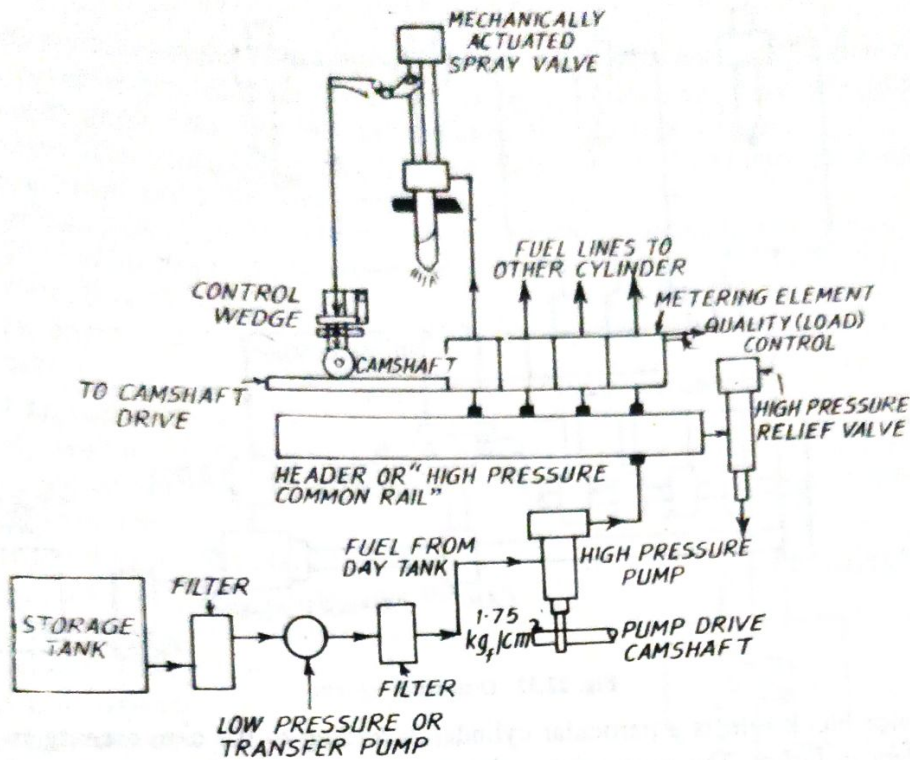 MECHANICALLY
ACTUATED
SPRAY VALVE
FUEL LINES TO
OTHER CYLINDER
CONTROL
WEDGE
METERING ELEMENT
QUALITY (LOAD)
CONTROL
CAMSHAFT
TO CAMSHAFT
DRIVE
HIGH PRESSURE
RELIEF VALVE
HEADER OR "HIGH PRESSURE
COMMON RAIL"
FUEL FROM
DAY TANK
HIGH PRESSURE
PUMP
FILTER
STORAGE
TANK
1.75
kgf/cm²
PUMP DRIVE
CAMSHAFT
FILTER
LOW PRESSURE OR
TRANSFER PUMP